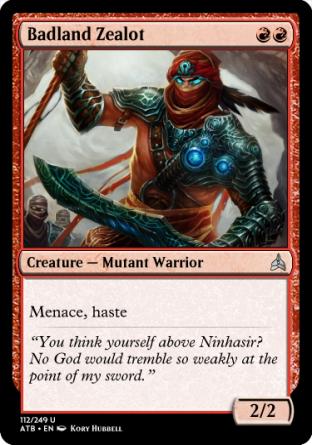 Badland Zealot
Creature — Mutant Warrior
Menace, haste
“You think yourself above Ninhasir?
No God would tremble so weakly at the
point of my sword.”
2/2
112/249 U
ATB • EN Kory Hubbell